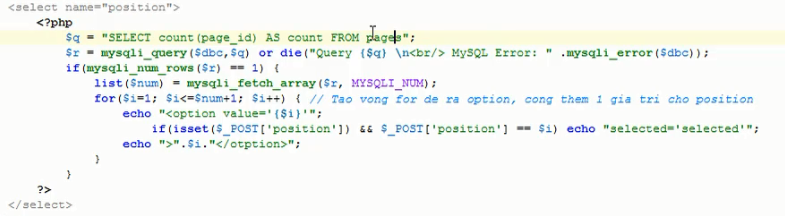 <select name="position">
<?php
$q = "SELECT count(page_id) AS count FROM pages";
$r = mysqli_query($dbc,$q) or die("Query {$q} \n<br/> MySQL Error: " .mysqli_error($dbc));
if(mysqli_num_rows($r) == 1) {
list($num) = mysqli_fetch_array($r, MYSQLI_NUM);
for($i=1; $i<=$num+1; $i++) { // Tao vong for de ra option, cong them 1 gia tri cho position
echo "<option value='{$i}'";
if(isset($_POST['position']) && $_POST['position'] == $i) echo "selected='selected'";
echo ">".$i."</otption>";
}
}
?>
</select>